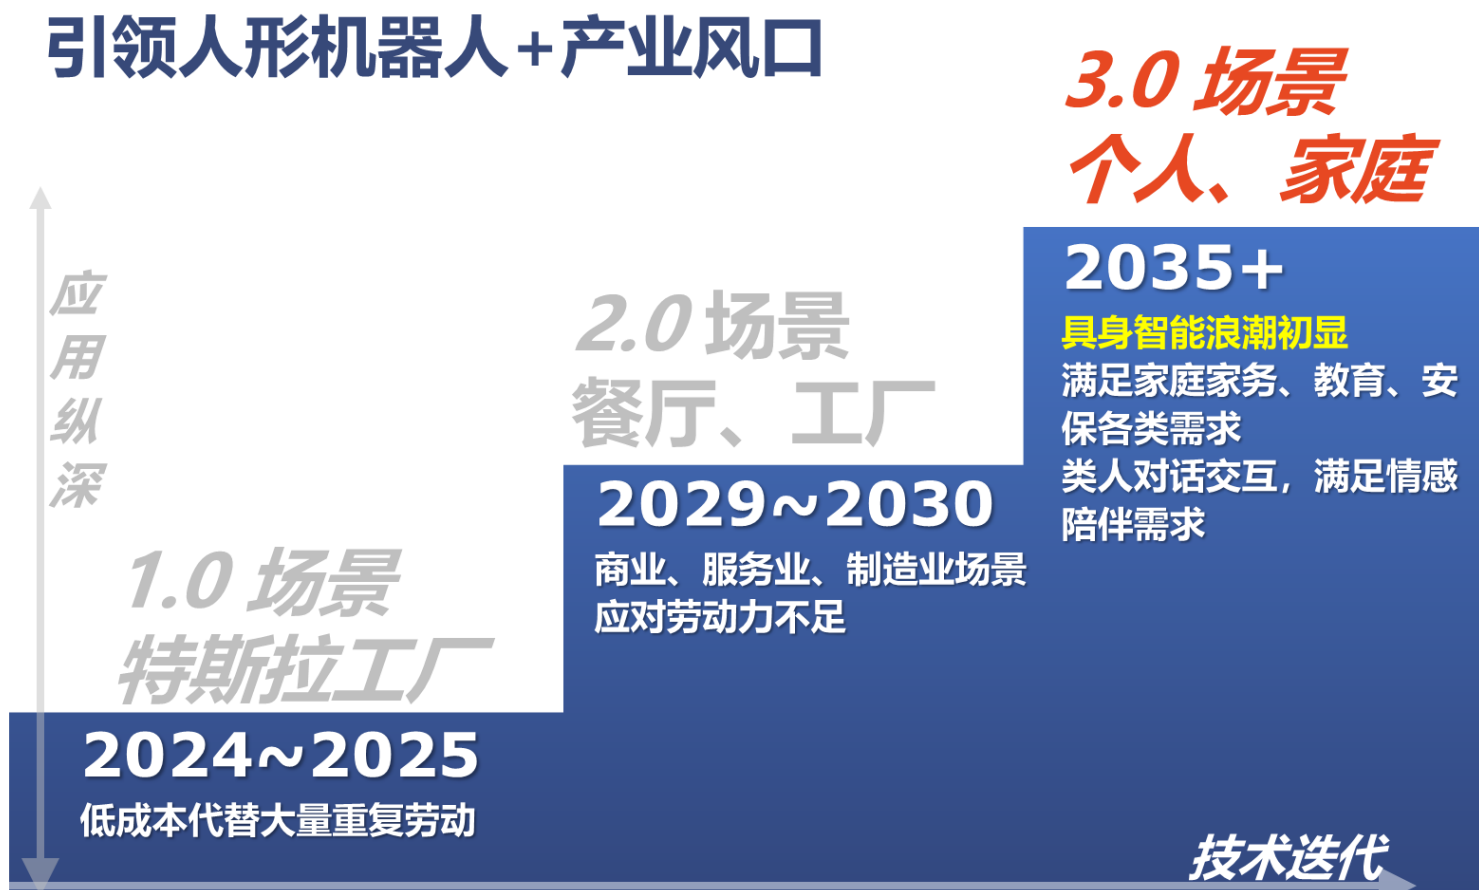 引领人形机器人+产业风口
3.0 场景
个人、家庭
2035+
具身智能浪潮初显
满足家庭家务、教育、安
保各类需求
类人对话交互，满足情感
陪伴需求
2.0 场景
餐厅、工厂
2029~2030
商业、服务业、制造业场景
应对劳动力不足
1.0 场景
特斯拉工厂
2024~2025
低成本代替大量重复劳动
应
用
纵
深
技术迭代